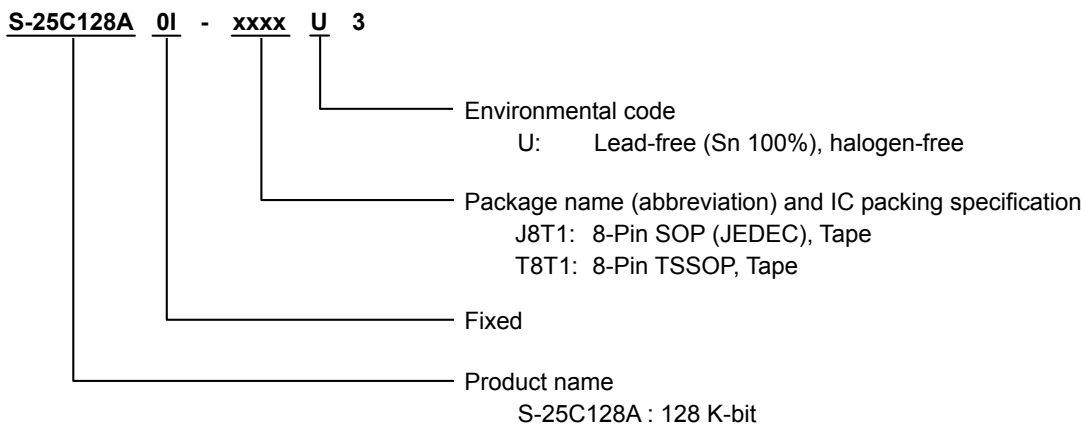 S-25C128A 0I - xxxx U 3
Environmental code
U: Lead-free (Sn 100%), halogen-free
Package name (abbreviation) and IC packing specification
J8T1: 8-Pin SOP (JEDEC), Tape
T8T1: 8-Pin TSSOP, Tape
Fixed
Product name
S-25C128A : 128 K-bit